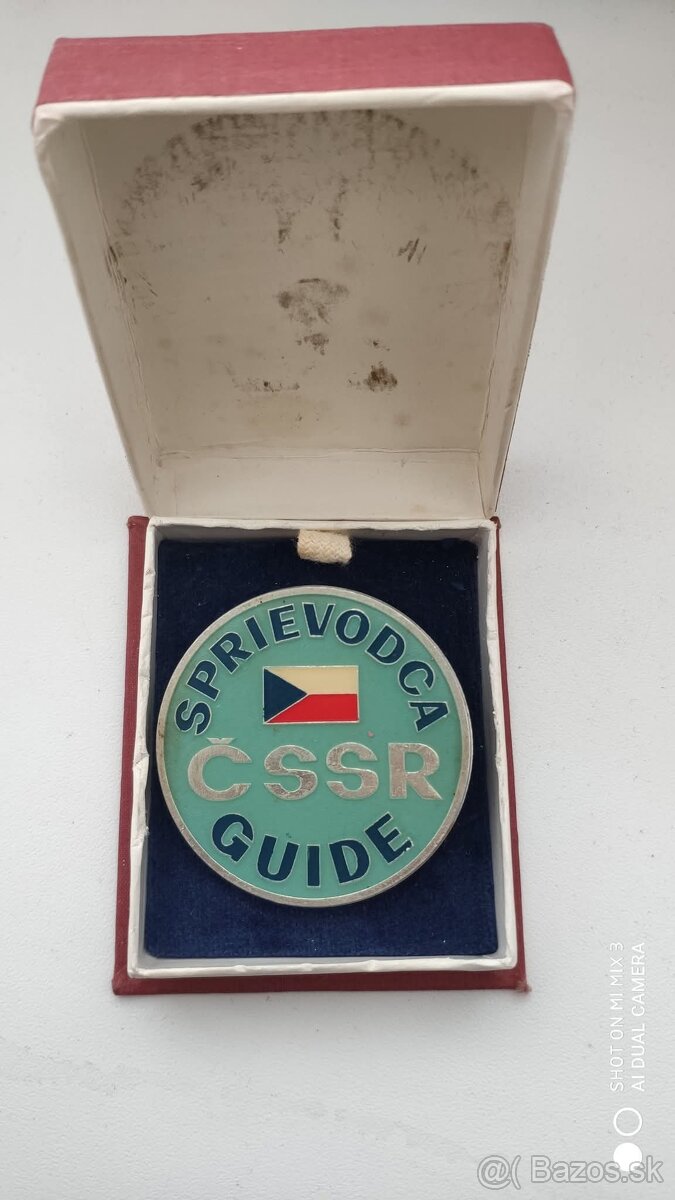 SPRIEVODCA
ČSSR
GUIDE
SHOT ON MI MIX 3
AI DUAL CAMERA
@( Bazos.sk